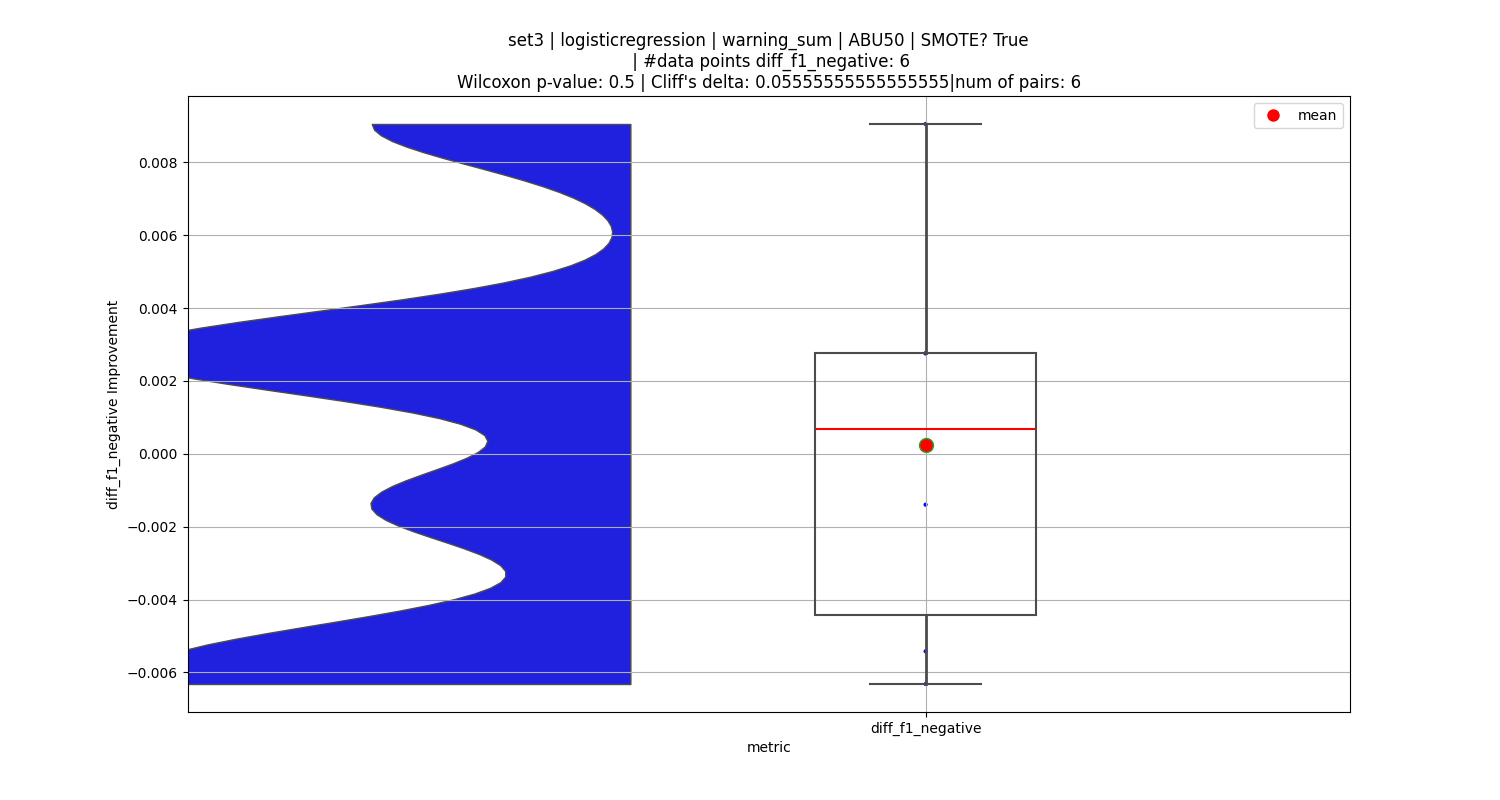 set3 | logisticregression | warning_sum | ABU50 | SMOTE? True
| #data points diff_f1_negative: 6
Wilcoxon p-value: 0.5 | Cliff's delta: 0.05555555555555555|num of pairs: 6
mean
0.008
0.006
0.004
0.002
0.000
−0.002
−0.004
−0.006
diff_f1_negative Improvement
diff_f1_negative
metric